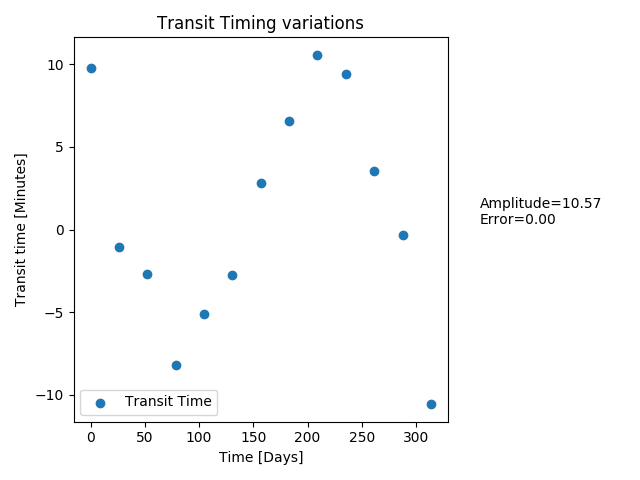 Transit Timing variations
Transit time [Minutes]
10
5
0
−5
−10
Amplitude=10.57
Error=0.00
Transit Time
0 50 100 150 200 250 300
Time [Days]